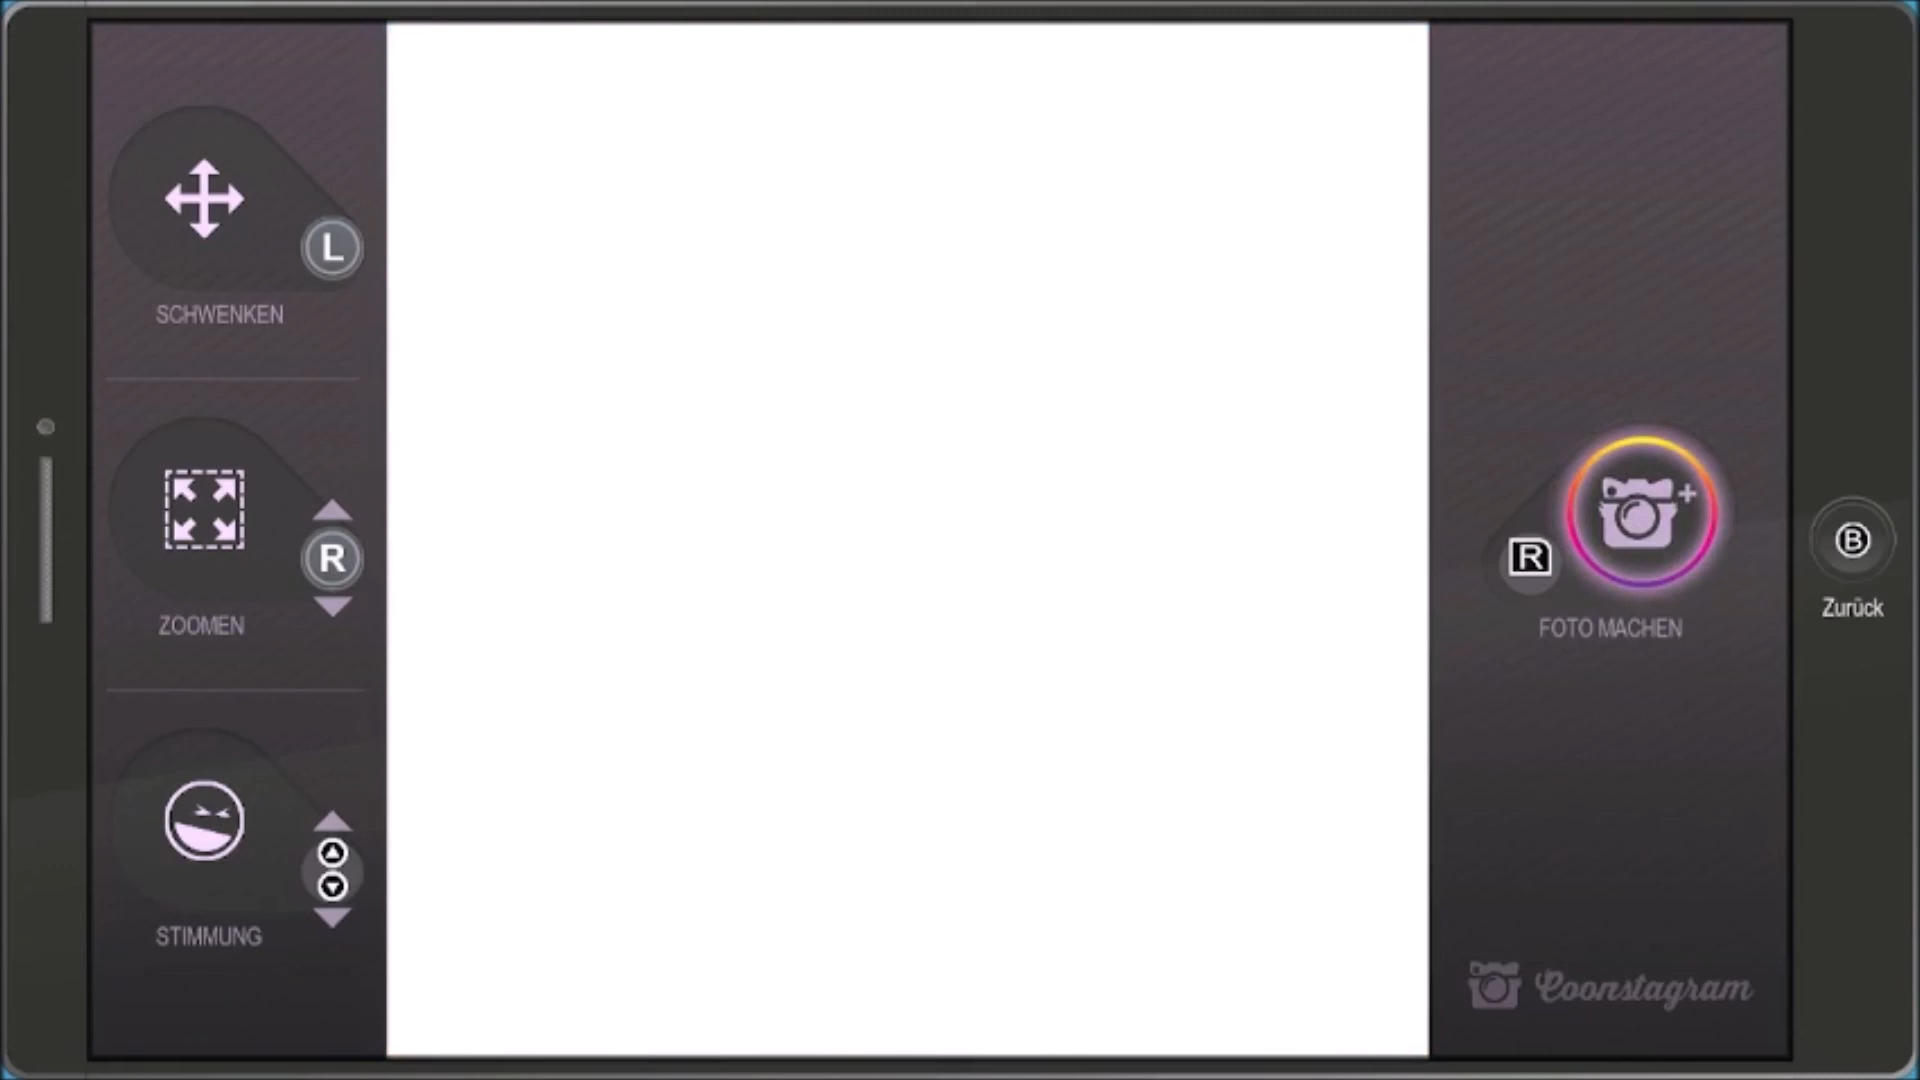 L
SCHWENKEN
R
ZOOMEN
STIMMUNG
R
FOTO MACHEN
Coonstagram
B
Zurück